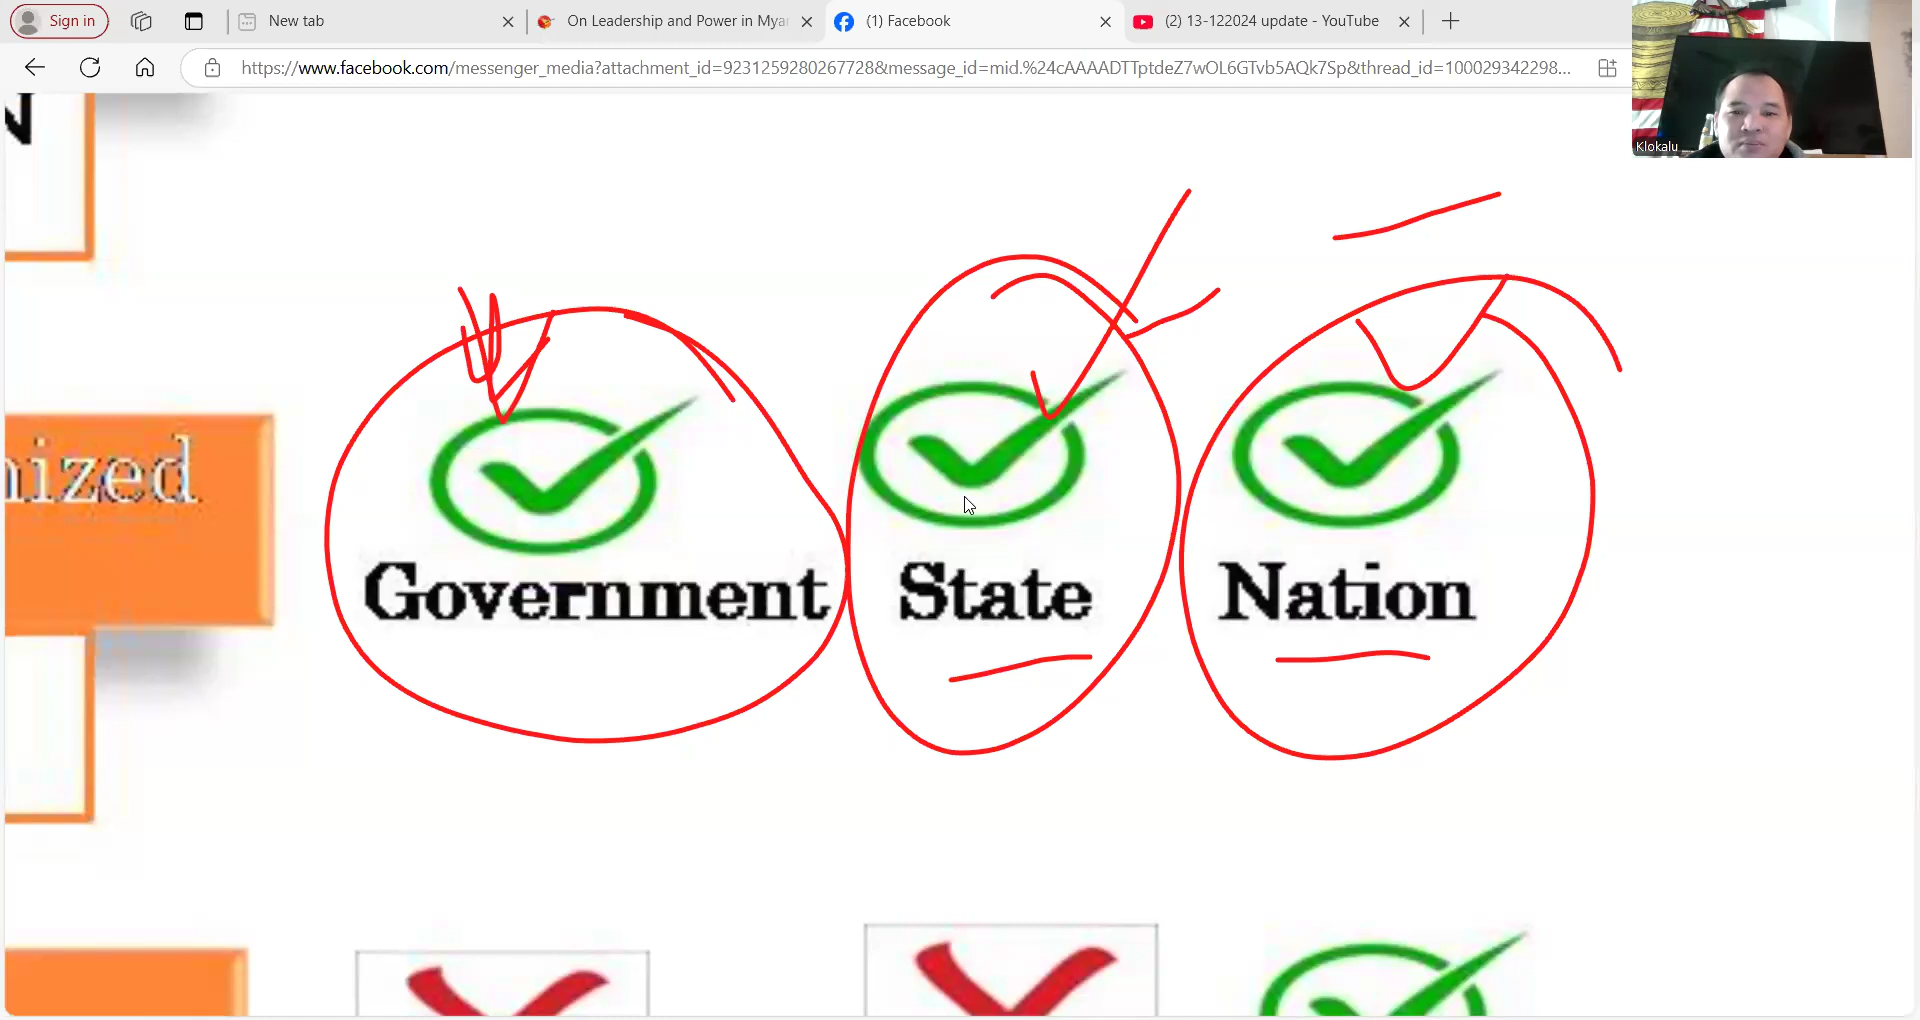 Sign in
New tab
On Leadership and Power in Mya
(1) Facebook
(2) 13-122024 update - YouTube
https://www.facebook.com/messenger_media?attachment_id=9231259280267728&message_id=mid.%24cAAAADTTptdeZ7wOL6GTvb5AQk7Sp&thread_id=100029342298...
Klokalu
N
nized
Government State Nation